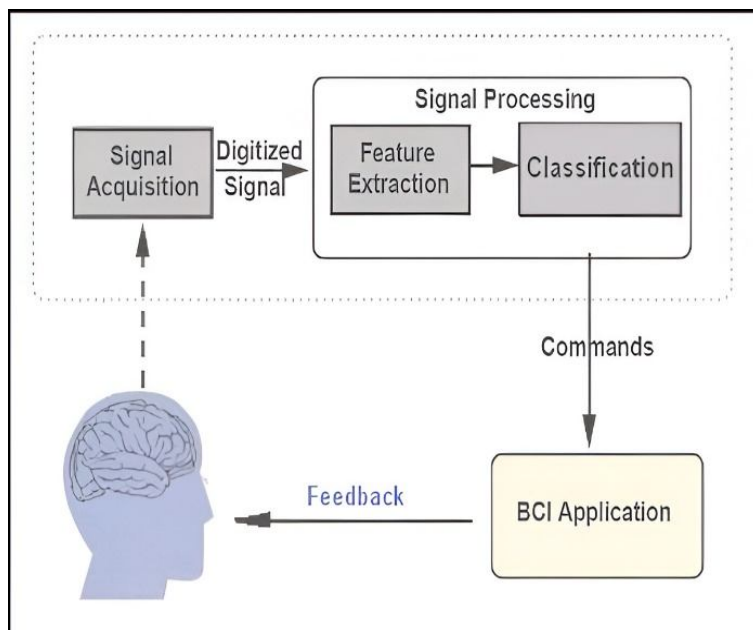 Signal Processing
Signal
Acquisition
Digitized
Signal
Feature
Extraction
Classification
Commands
BCI Application
Feedback